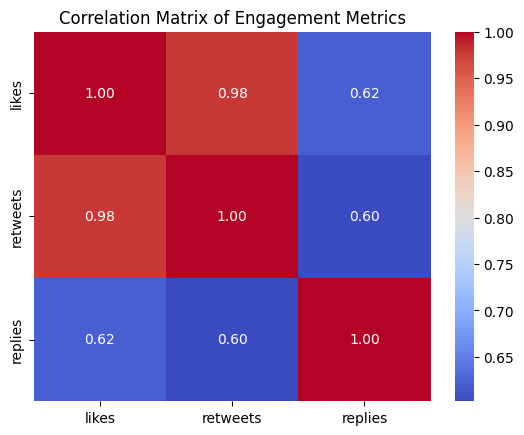 Correlation Matrix of Engagement Metrics
likes
1.00 0.98 0.62
retweets
0.98 1.00 0.60
replies
0.62 0.60 1.00
likes retweets replies
1.00
0.95
0.90
0.85
0.80
0.75
0.70
0.65